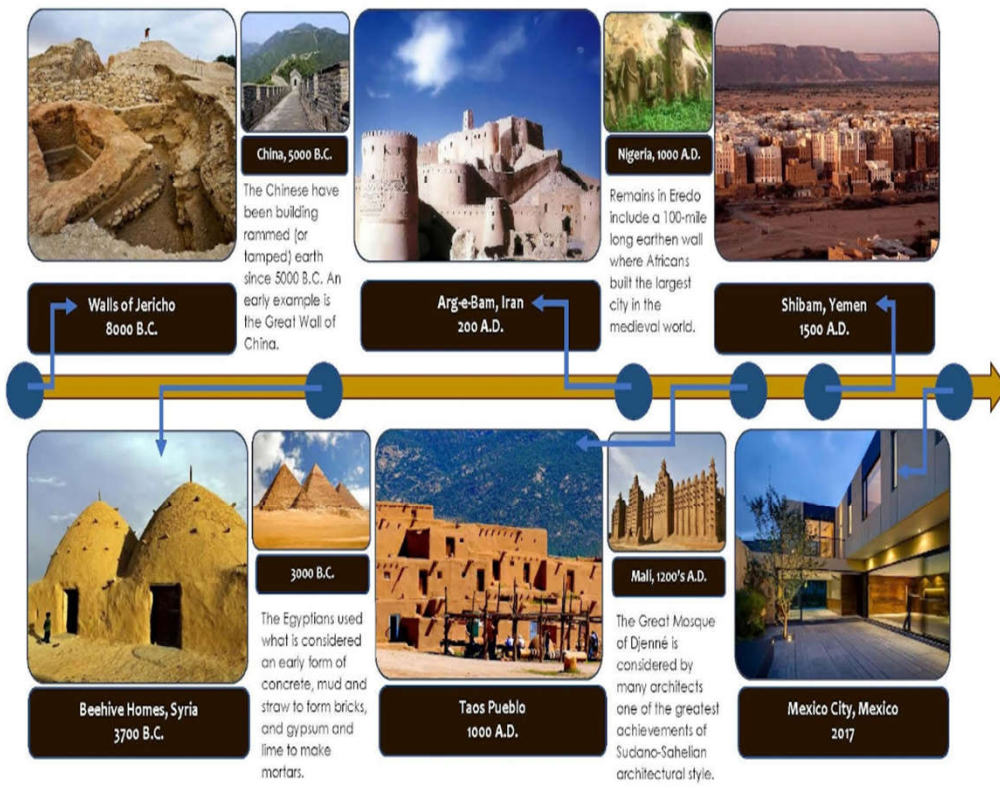 China, 5000 B.C.
The Chinese have
been building
rammed (or
tamped) earth
since 5000 B.C. An
early example is
the Great Wall of
China.
Nigeria, 1000 A.D.
Remains in Eredo
include a 100-mile
long earthen wall
where Africans
built the largest
city in the
medieval world.
Walls of Jericho
8000 B.C.
Arg-e-Bam, Iran
200 A.D.
Shibam, Yemen
1500 A.D.
Beehive Homes, Syria
3700 B.C.
3000 B.C.
The Egyptians used
what is considered
an early form of
concrete, mud and
straw to form bricks,
and gypsum and
lime to make
mortars.
Taos Pueblo
1000 A.D.
Mali, 1200's A.D.
The Great Mosque
of Djenné is
considered by
many architects
one of the greatest
achievements of
Sudano-Sahelian
architectural style.
Mexico City, Mexico
2017